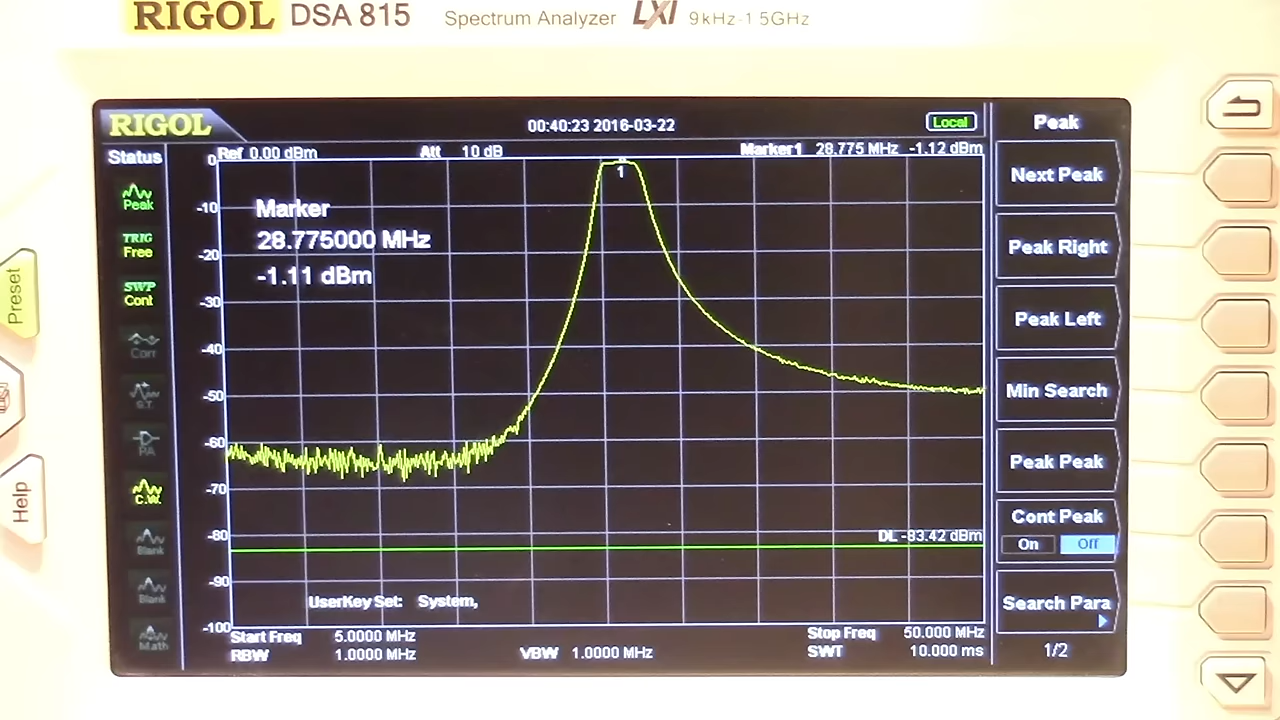 RIGOL DSA 815 Spectrum Analyzer LXI 9kHz-1.5GHz
RIGOL 00:40:23 2016-03-22 Local Peak
Status Ref 0.00 dBm Att 10 dB Marker1 28.775 MHz -1.12 dBm
0
1
Peak
Next Peak
-10
Marker
TRIG
Free
28.775000 MHz
Peak Right
-20
-1.11 dBm
SWP
Cont
Preset
-30
Peak Left
Corr
-40
S.T.
-50
Min Search
PA
-60
Peak Peak
C.W.
-70
Help
Cont Peak
On Off
-80
DL -83.42 dBm
Blank
-90
Blank
UserKey Set: System,
Search Para
-100
Math
Start Freq 5.0000 MHz Stop Freq 50.000 MHz
RBW 1.0000 MHz VBW 1.0000 MHz SWT 10.000 ms
1/2